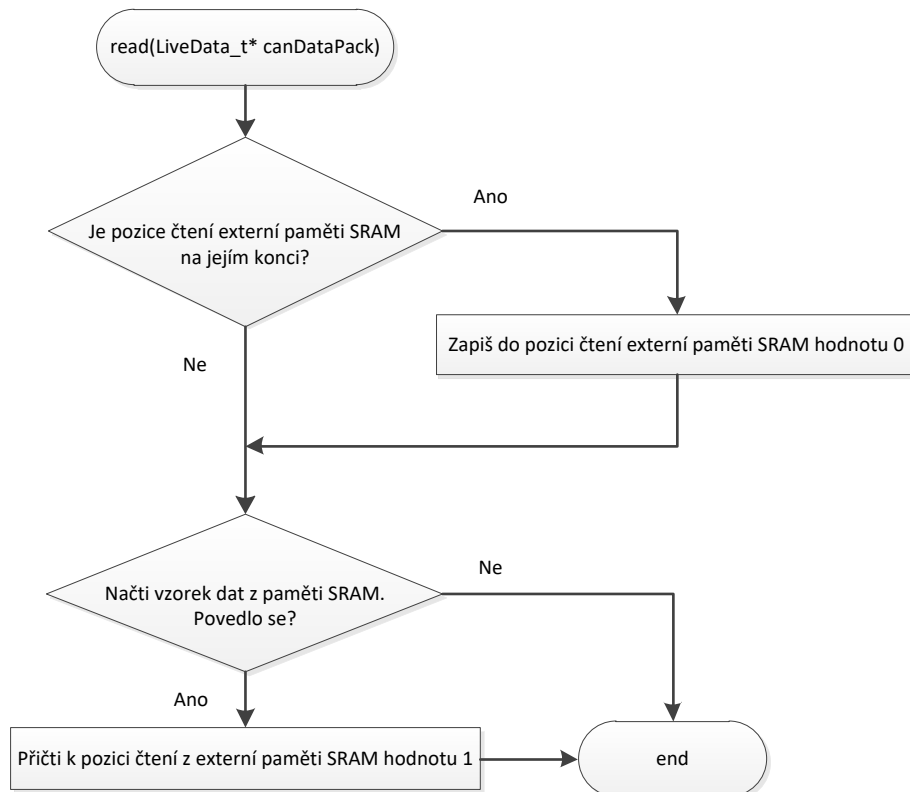 read(LiveData_t* canDataPack)
Ano
Je pozice čtení externí paměti SRAM
na jejím konci?
Zapiš do pozici čtení externí paměti SRAM hodnotu 0
Ne
Ne
Načti vzorek dat z paměti SRAM.
Povedlo se?
Ano
Přičti k pozici čtení z externí paměti SRAM hodnotu 1
end